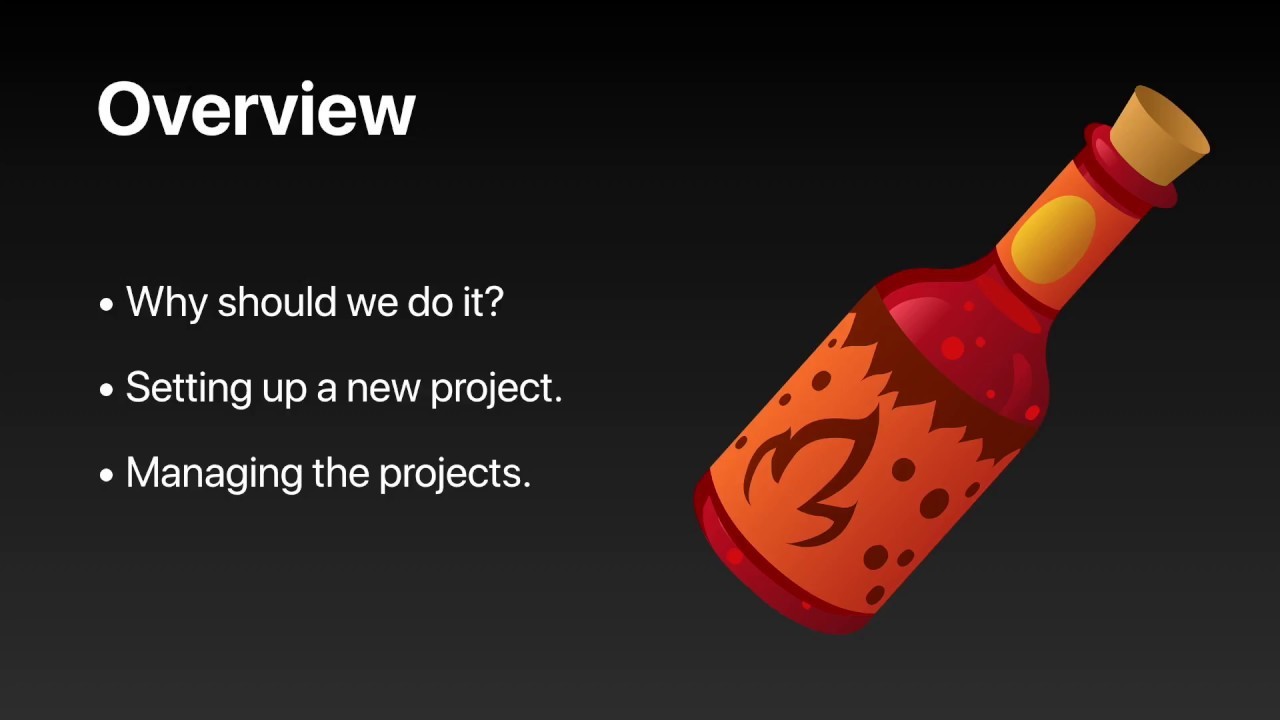 Overview
• Why should we do it?
• Setting up a new project.
• Managing the projects.